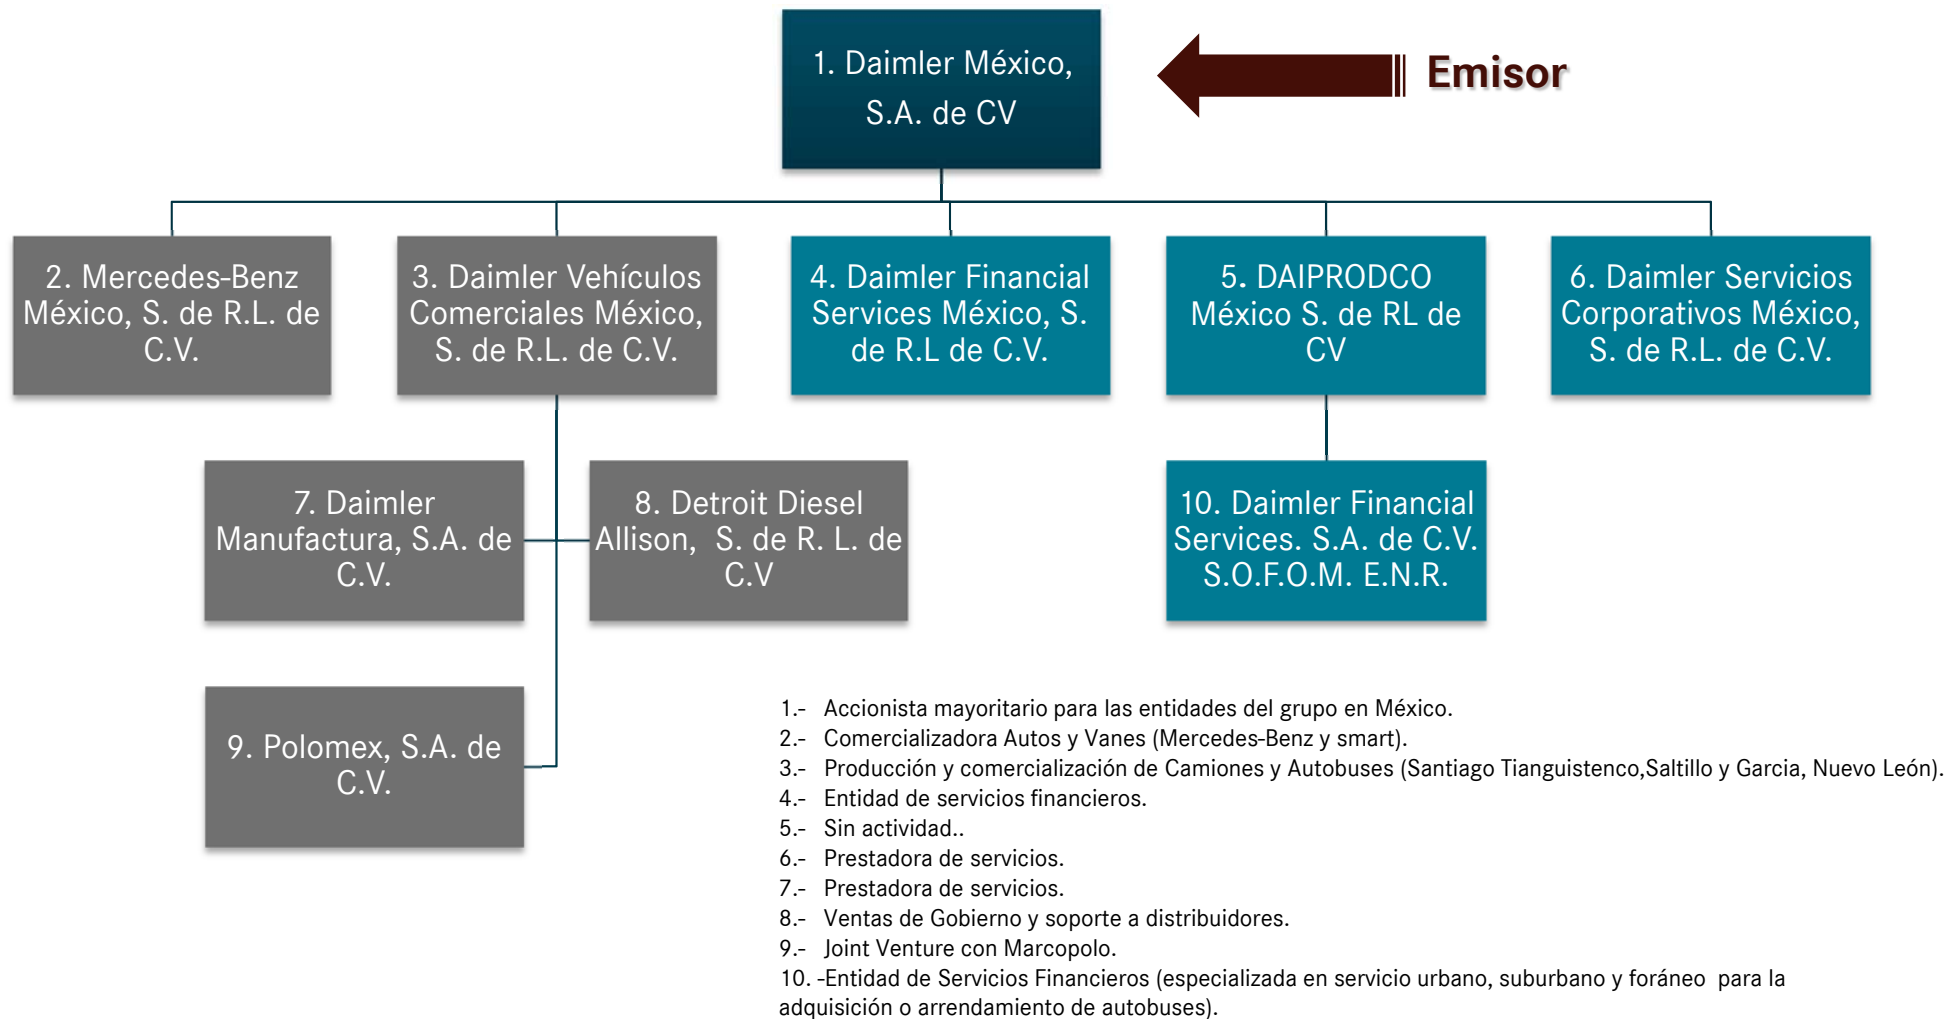 1. Daimler México,
S.A. de CV
Emisor
2. Mercedes-Benz
México, S. de R.L. de
C.V.
3. Daimler Vehículos
Comerciales México,
S. de R.L. de C.V.
4. Daimler Financial
Services México, S.
de R.L de C.V.
5. DAIPRODCO
México S. de RL de
CV
6. Daimler Servicios
Corporativos México,
S. de R.L. de C.V.
7. Daimler
Manufactura, S.A. de
C.V.
8. Detroit Diesel
Allison,  S. de R. L. de
C.V
10. Daimler Financial
Services. S.A. de C.V.
S.O.F.O.M. E.N.R.
9. Polomex, S.A. de
C.V.
1.- Accionista mayoritario para las entidades del grupo en México.
2.- Comercializadora Autos y Vanes (Mercedes-Benz y smart).
3.- Producción y comercialización de Camiones y Autobuses (Santiago Tianguistenco,Saltillo y Garcia, Nuevo León).
4.- Entidad de servicios financieros.
5.- Sin actividad..
6.- Prestadora de servicios.
7.- Prestadora de servicios.
8.- Ventas de Gobierno y soporte a distribuidores.
9.- Joint Venture con Marcopolo.
10. -Entidad de Servicios Financieros (especializada en servicio urbano, suburbano y foráneo  para la
adquisición o arrendamiento de autobuses).